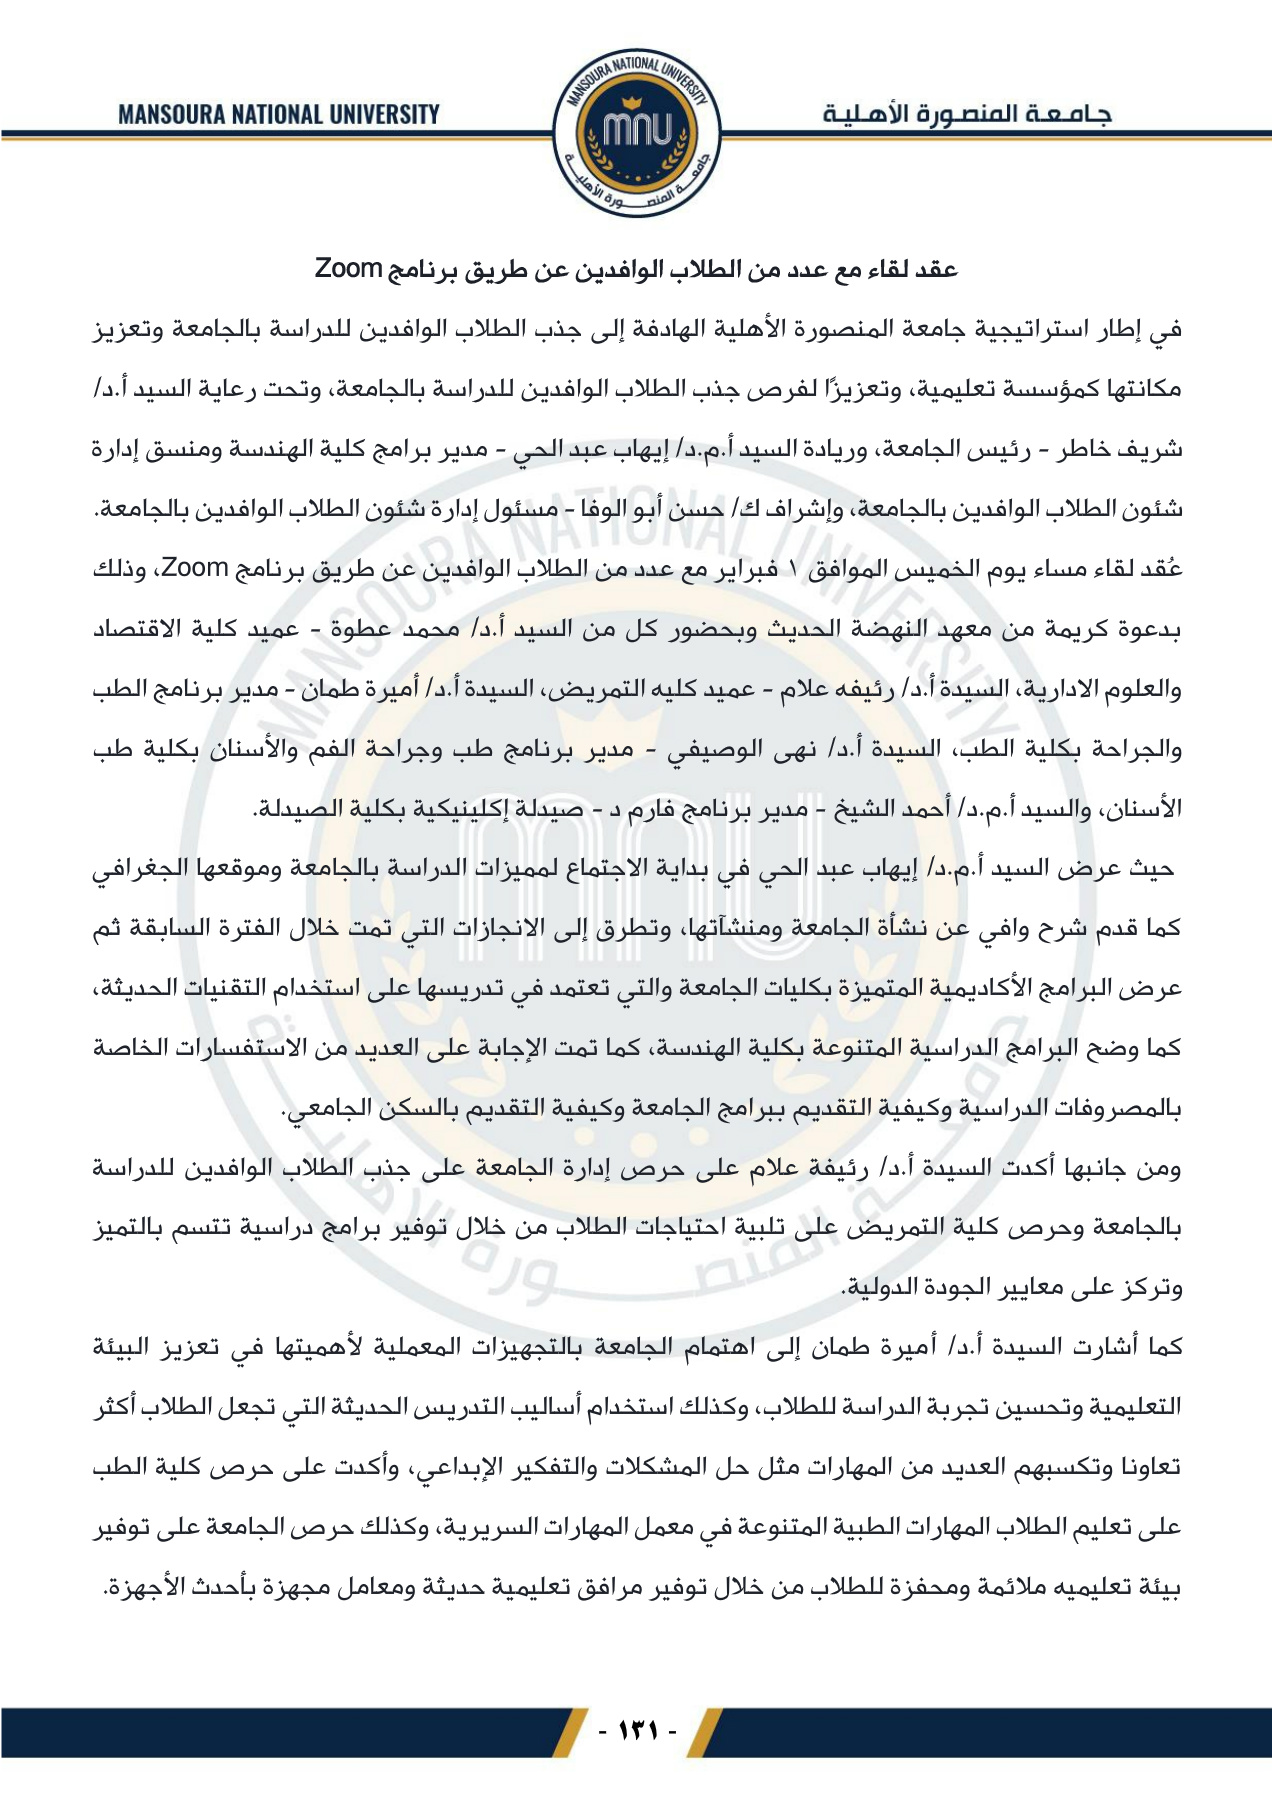 MANSOURA NATIONAL UNIVERSITY
جامعة المنصورة الأهلية
MANSOURA NATIONAL UNIVERSITY
mnu
جامعة المنصورة الأهلية
عقد لقاء مع عدد من الطلاب الوافدين عن طريق برنامج Zoom
في إطار استراتيجية جامعة المنصورة الأهلية الهادفة إلى جذب الطلاب الوافدين للدراسة بالجامعة وتعزيز
مكانتها كمؤسسة تعليمية، وتعزيزًا لفرص جذب الطلاب الوافدين للدراسة بالجامعة، وتحت رعاية السيد أ.د/
شريف خاطر - رئيس الجامعة، وريادة السيد أ.م.د/ إيهاب عبد الحي - مدير برامج كلية الهندسة ومنسق إدارة
شئون الطلاب الوافدين بالجامعة، وإشراف ك/ حسن أبو الوفا - مسئول إدارة شئون الطلاب الوافدين بالجامعة.
عُقد لقاء مساء يوم الخميس الموافق ١ فبراير مع عدد من الطلاب الوافدين عن طريق برنامج Zoom، وذلك
بدعوة كريمة من معهد النهضة الحديث وبحضور كل من السيد أ.د/ محمد عطوة - عميد كلية الاقتصاد
والعلوم الادارية، السيدة أ.د/ رئيفه علام - عميد كليه التمريض، السيدة أ.د/ أميرة طمان - مدير برنامج الطب
والجراحة بكلية الطب، السيدة أ.د/ نهى الوصيفي - مدير برنامج طب وجراحة الفم والأسنان بكلية طب
الأسنان، والسيد أ.م.د/ أحمد الشيخ - مدير برنامج فارم د - صيدلة إكلينيكية بكلية الصيدلة.
حيث عرض السيد أ.م.د/ إيهاب عبد الحي في بداية الاجتماع لمميزات الدراسة بالجامعة وموقعها الجغرافي
كما قدم شرح وافي عن نشأة الجامعة ومنشآتها، وتطرق إلى الانجازات التي تمت خلال الفترة السابقة ثم
عرض البرامج الأكاديمية المتميزة بكليات الجامعة والتي تعتمد في تدريسها على استخدام التقنيات الحديثة،
كما وضح البرامج الدراسية المتنوعة بكلية الهندسة، كما تمت الإجابة على العديد من الاستفسارات الخاصة
بالمصروفات الدراسية وكيفية التقديم ببرامج الجامعة وكيفية التقديم بالسكن الجامعي.
ومن جانبها أكدت السيدة أ.د/ رئيفة علام على حرص إدارة الجامعة على جذب الطلاب الوافدين للدراسة
بالجامعة وحرص كلية التمريض على تلبية احتياجات الطلاب من خلال توفير برامج دراسية تتسم بالتميز
وتركز على معايير الجودة الدولية.
كما أشارت السيدة أ.د/ أميرة طمان إلى اهتمام الجامعة بالتجهيزات المعملية لأهميتها في تعزيز البيئة
التعليمية وتحسين تجربة الدراسة للطلاب، وكذلك استخدام أساليب التدريس الحديثة التي تجعل الطلاب أكثر
تعاونا وتكسبهم العديد من المهارات مثل حل المشكلات والتفكير الإبداعي، وأكدت على حرص كلية الطب
على تعليم الطلاب المهارات الطبية المتنوعة في معمل المهارات السريرية، وكذلك حرص الجامعة على توفير
بيئة تعليميه ملائمة ومحفزة للطلاب من خلال توفير مرافق تعليمية حديثة ومعامل مجهزة بأحدث الأجهزة.
- ١٣١ -